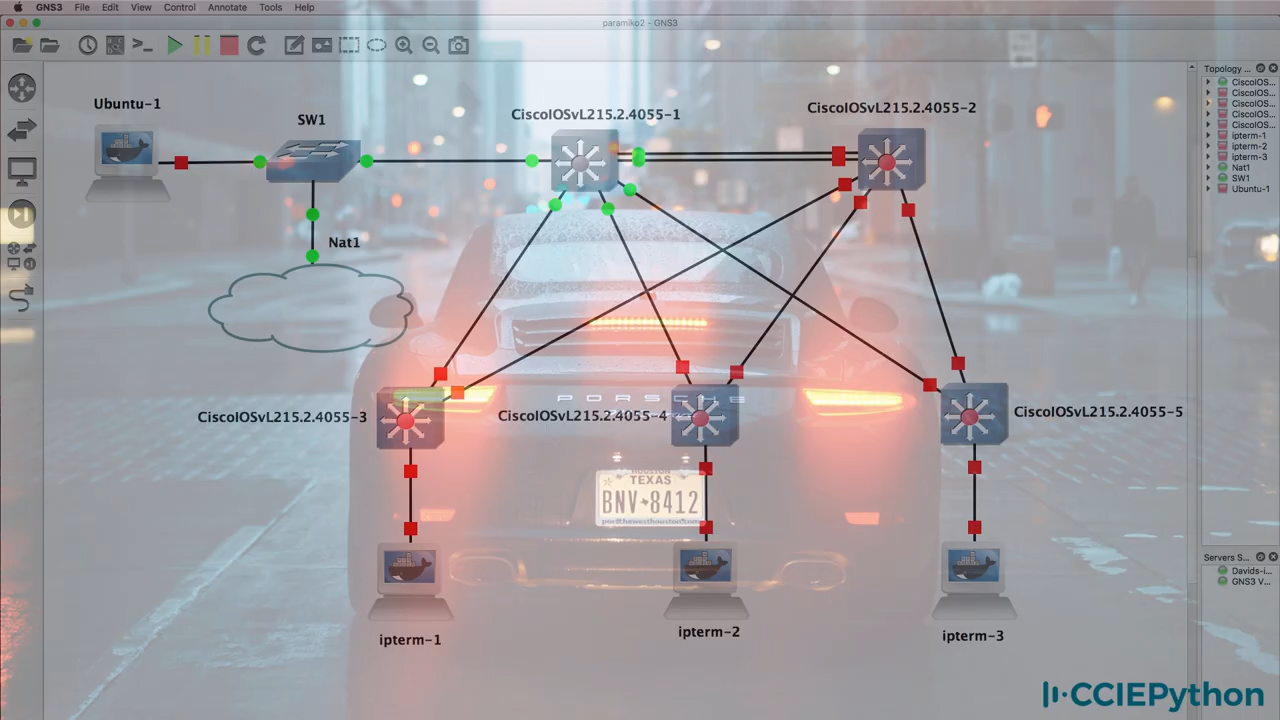 GNS3 File Edit View Control Annotate Tools Help
paramiko2 - GNS3
Topology ...
CiscoIOS...
CiscoIOS...
CiscoIOS...
CiscoIOS...
CiscoIOS...
ipterm-1
ipterm-2
ipterm-3
Nat1
SW1
Ubuntu-1
Ubuntu-1
SW1
CiscoIOSvL215.2.4055-1
CiscoIOSvL215.2.4055-2
Nat1
CiscoIOSvL215.2.4055-3
CiscoIOSvL215.2.4055-4
CiscoIOSvL215.2.4055-5
PORSCHE
HOUSTON
TEXAS
BNV 8412
ipterm-1
ipterm-2
ipterm-3
Servers S...
Davids-i...
GNS3 V...
CCIEPython